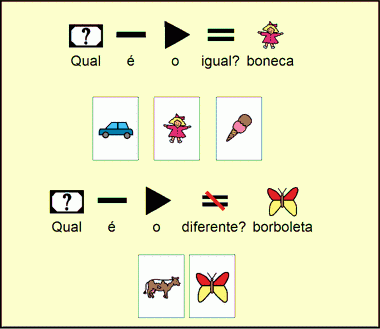 ?
Qual é o igual? boneca
?
Qual é o diferente? borboleta